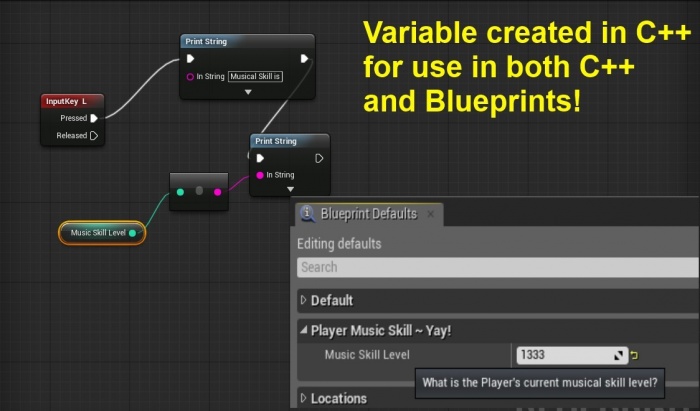 Variable created in C++
for use in both C++
and Blueprints!
Print String
In String Musical Skill is
InputKey L
Pressed
Released
Print String
In String
Music Skill Level
Blueprint Defaults
Editing defaults
Search
Default
Player Music Skill ~ Yay!
Music Skill Level 1333
What is the Player's current musical skill level?
Locations